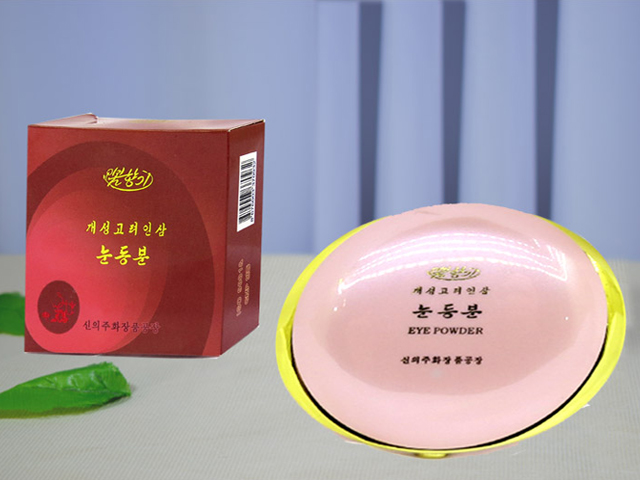 봄향기
개성고려인삼
눈등분
신의주화장품공장
봄향기
개성고려인삼
눈등분
EYE POWDER
신의주화장품공장